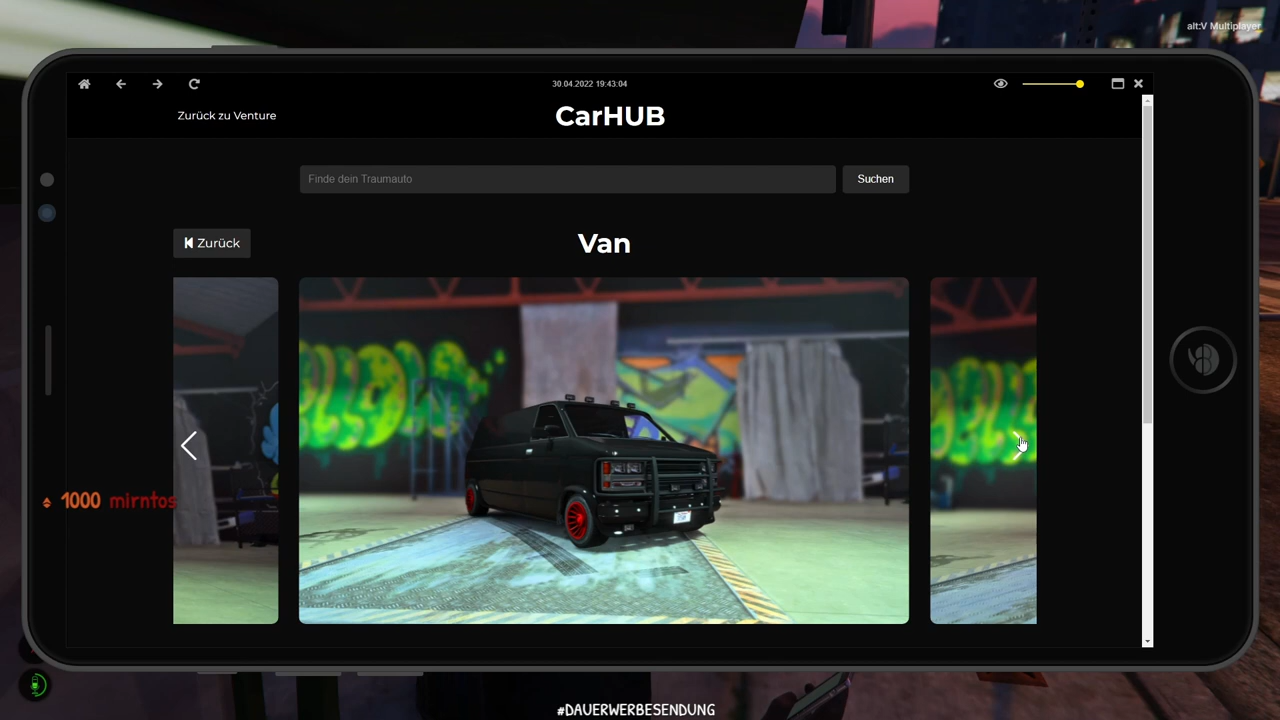 alt:V Multiplayer
30.04.2022 19:43:04
Zurück zu Venture
CarHUB
Finde dein Traumauto
Suchen
Zurück
Van
1000 mirntos
#DAUERWERBESENDUNG